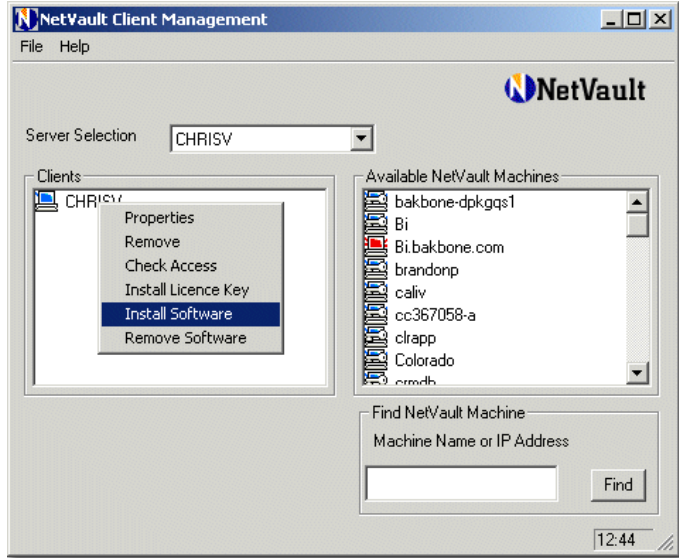 NetVault Client Management
File Help
NetVault
Server Selection CHRISV
Clients
CHRISV
Properties
Remove
Check Access
Install Licence Key
Install Software
Remove Software
Available NetVault Machines
bakbone-dpkgqs1
Bi
Bi.bakbone.com
brandonp
caliv
cc367058-a
clrapp
Colorado
crmdb
Find NetVault Machine
Machine Name or IP Address
Find
12:44